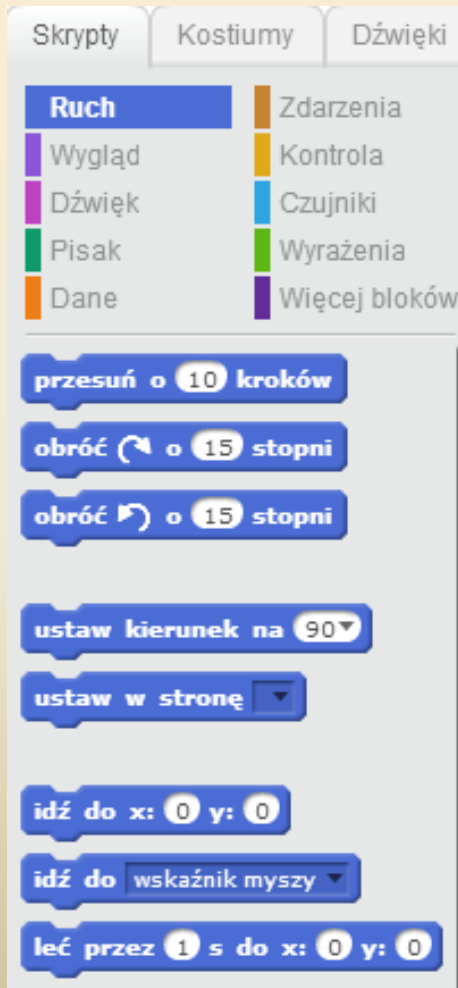 Skrypty Kostiumy Dźwięki
Ruch Zdarzenia
Wygląd Kontrola
Dźwięk Czujniki
Pisak Wyrażenia
Dane Więcej bloków
przesuń o 10 kroków
obróć o 15 stopni
obróć o 15 stopni
ustaw kierunek na 90
ustaw w stronę
idź do x: 0 y: 0
idź do wskaźnik myszy
leć przez 1 s do x: 0 y: 0